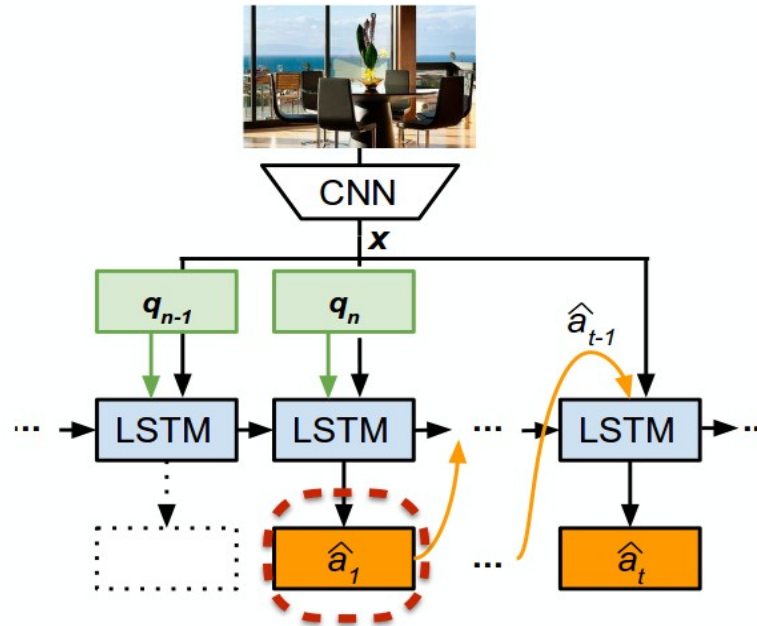 CNN
x
q_{n-1} q_n
â_{t-1}
... LSTM LSTM ... LSTM ...
â_1 ... â_t